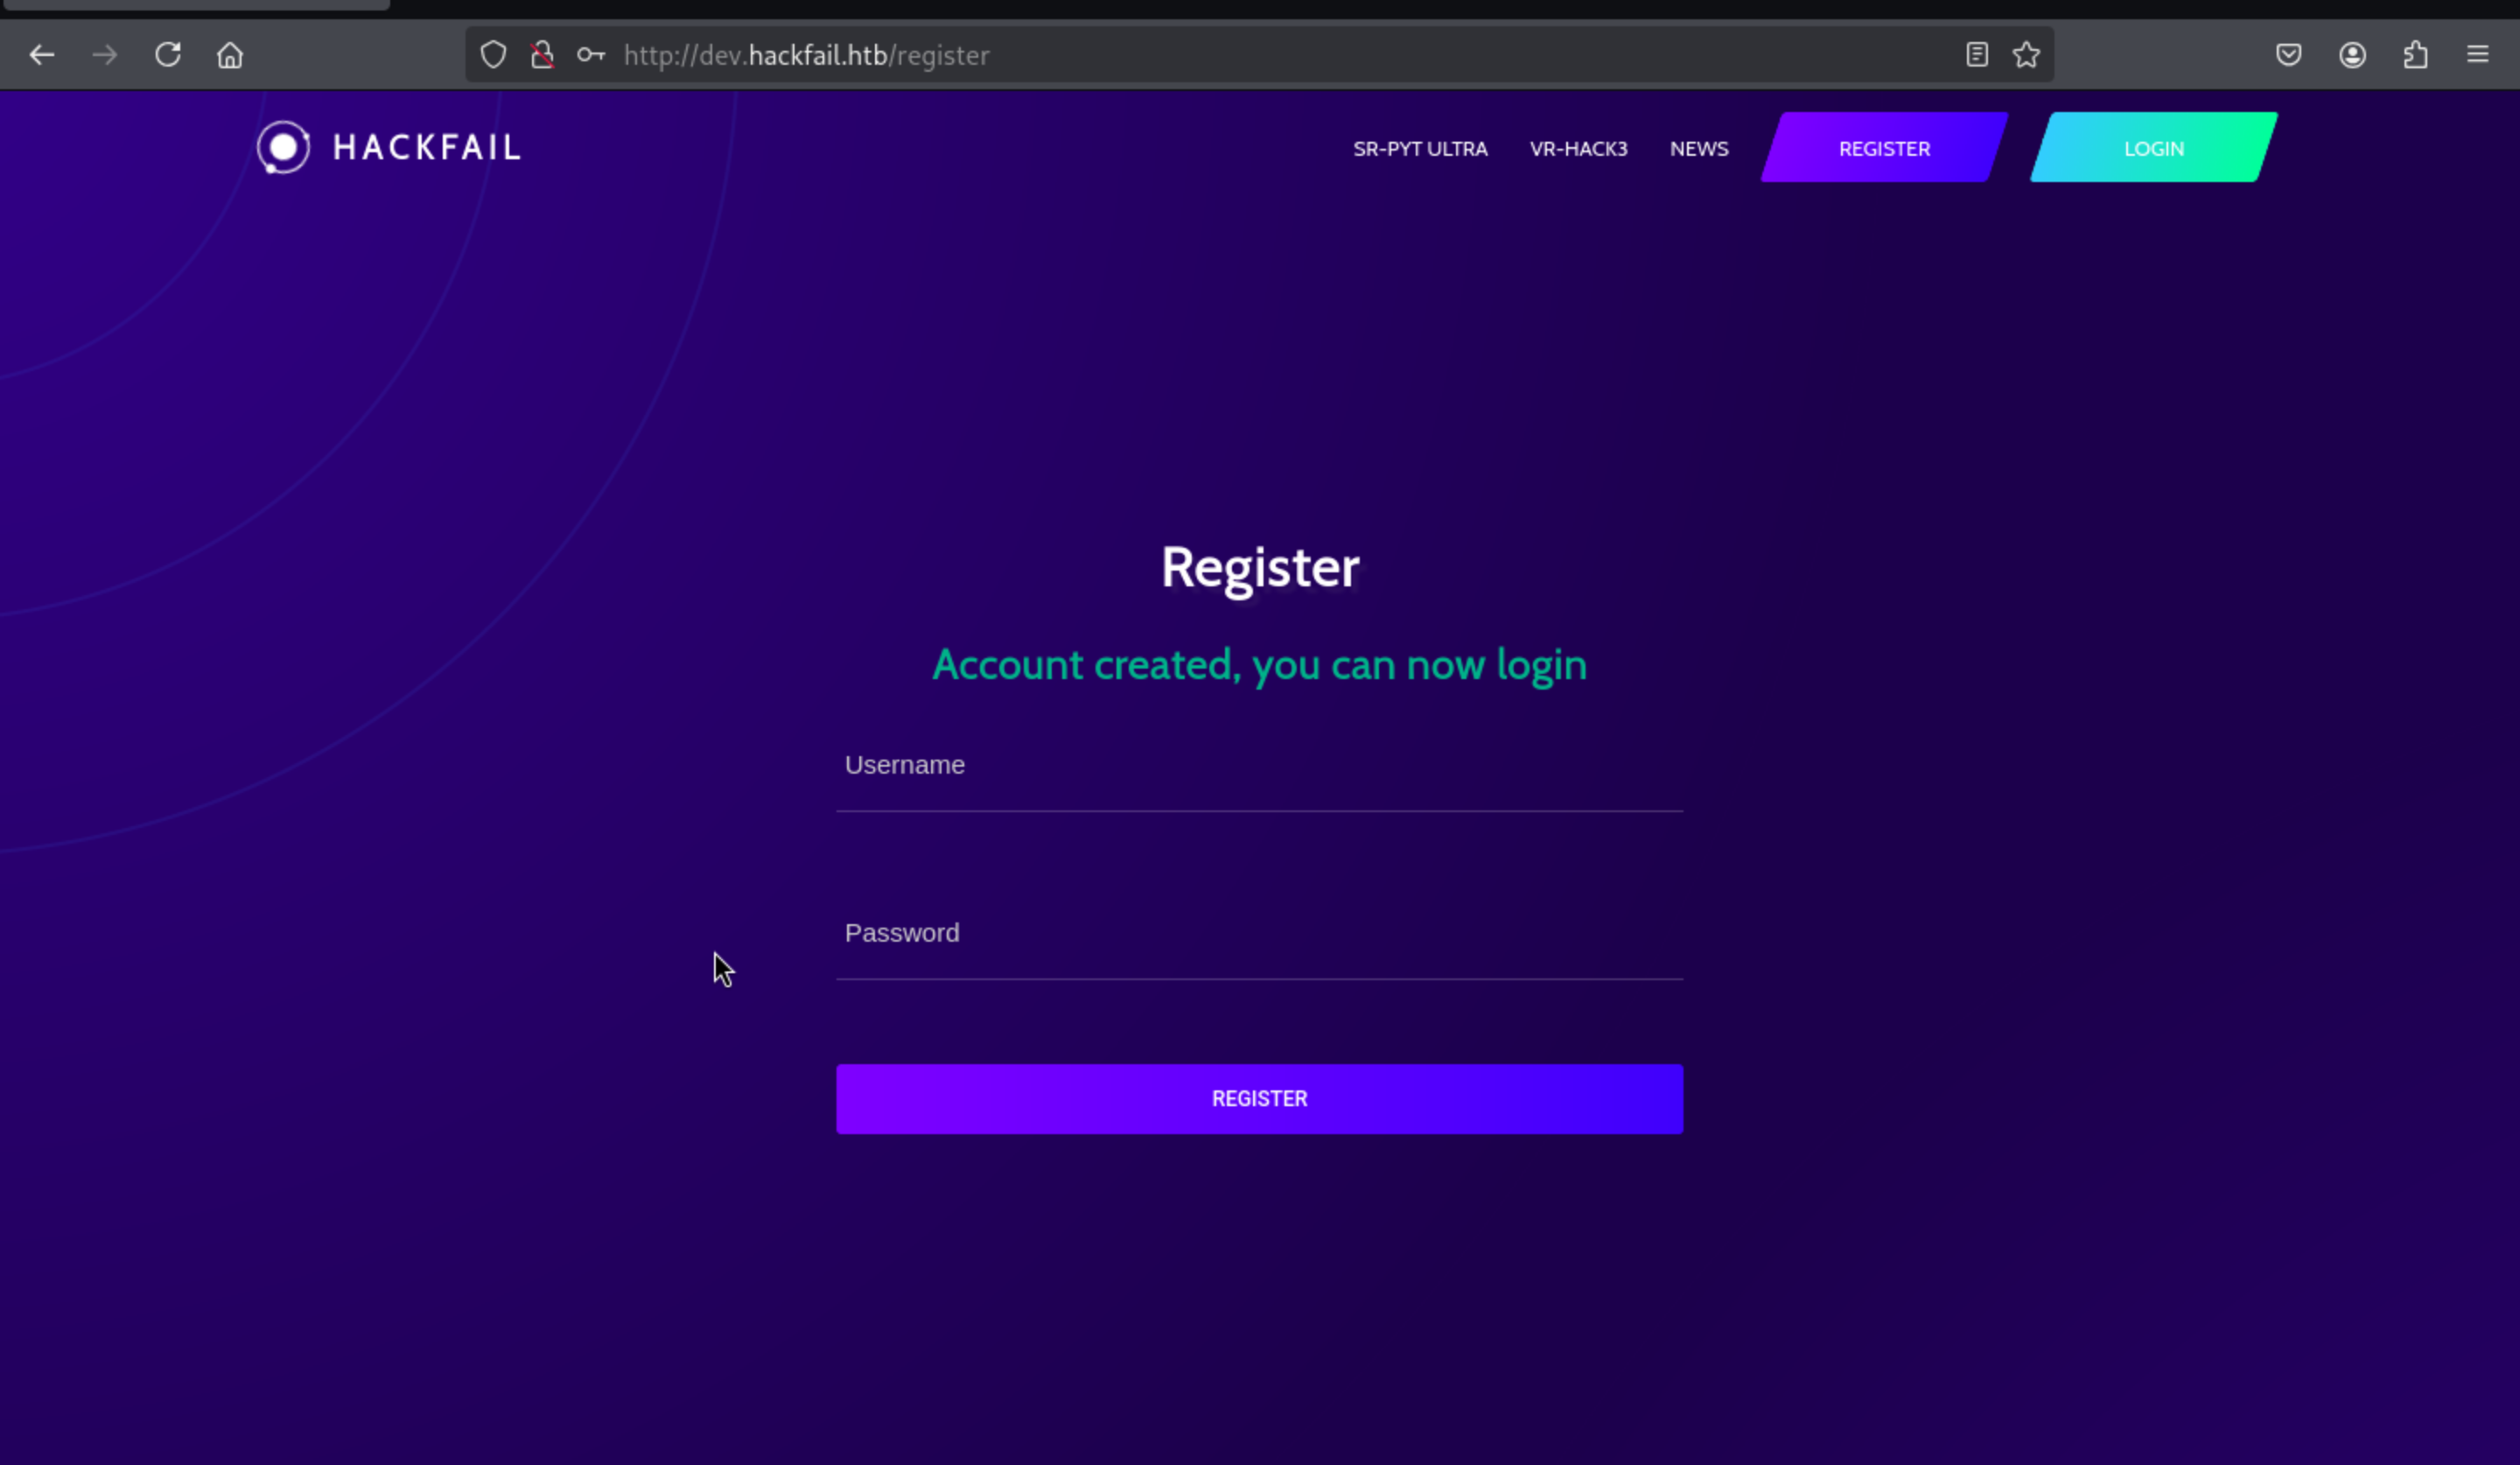 http://dev.hackfail.htb/register
HACKFAIL
SR-PYT ULTRA VR-HACK3 NEWS REGISTER LOGIN
Register
Account created, you can now login
Username
Password
REGISTER